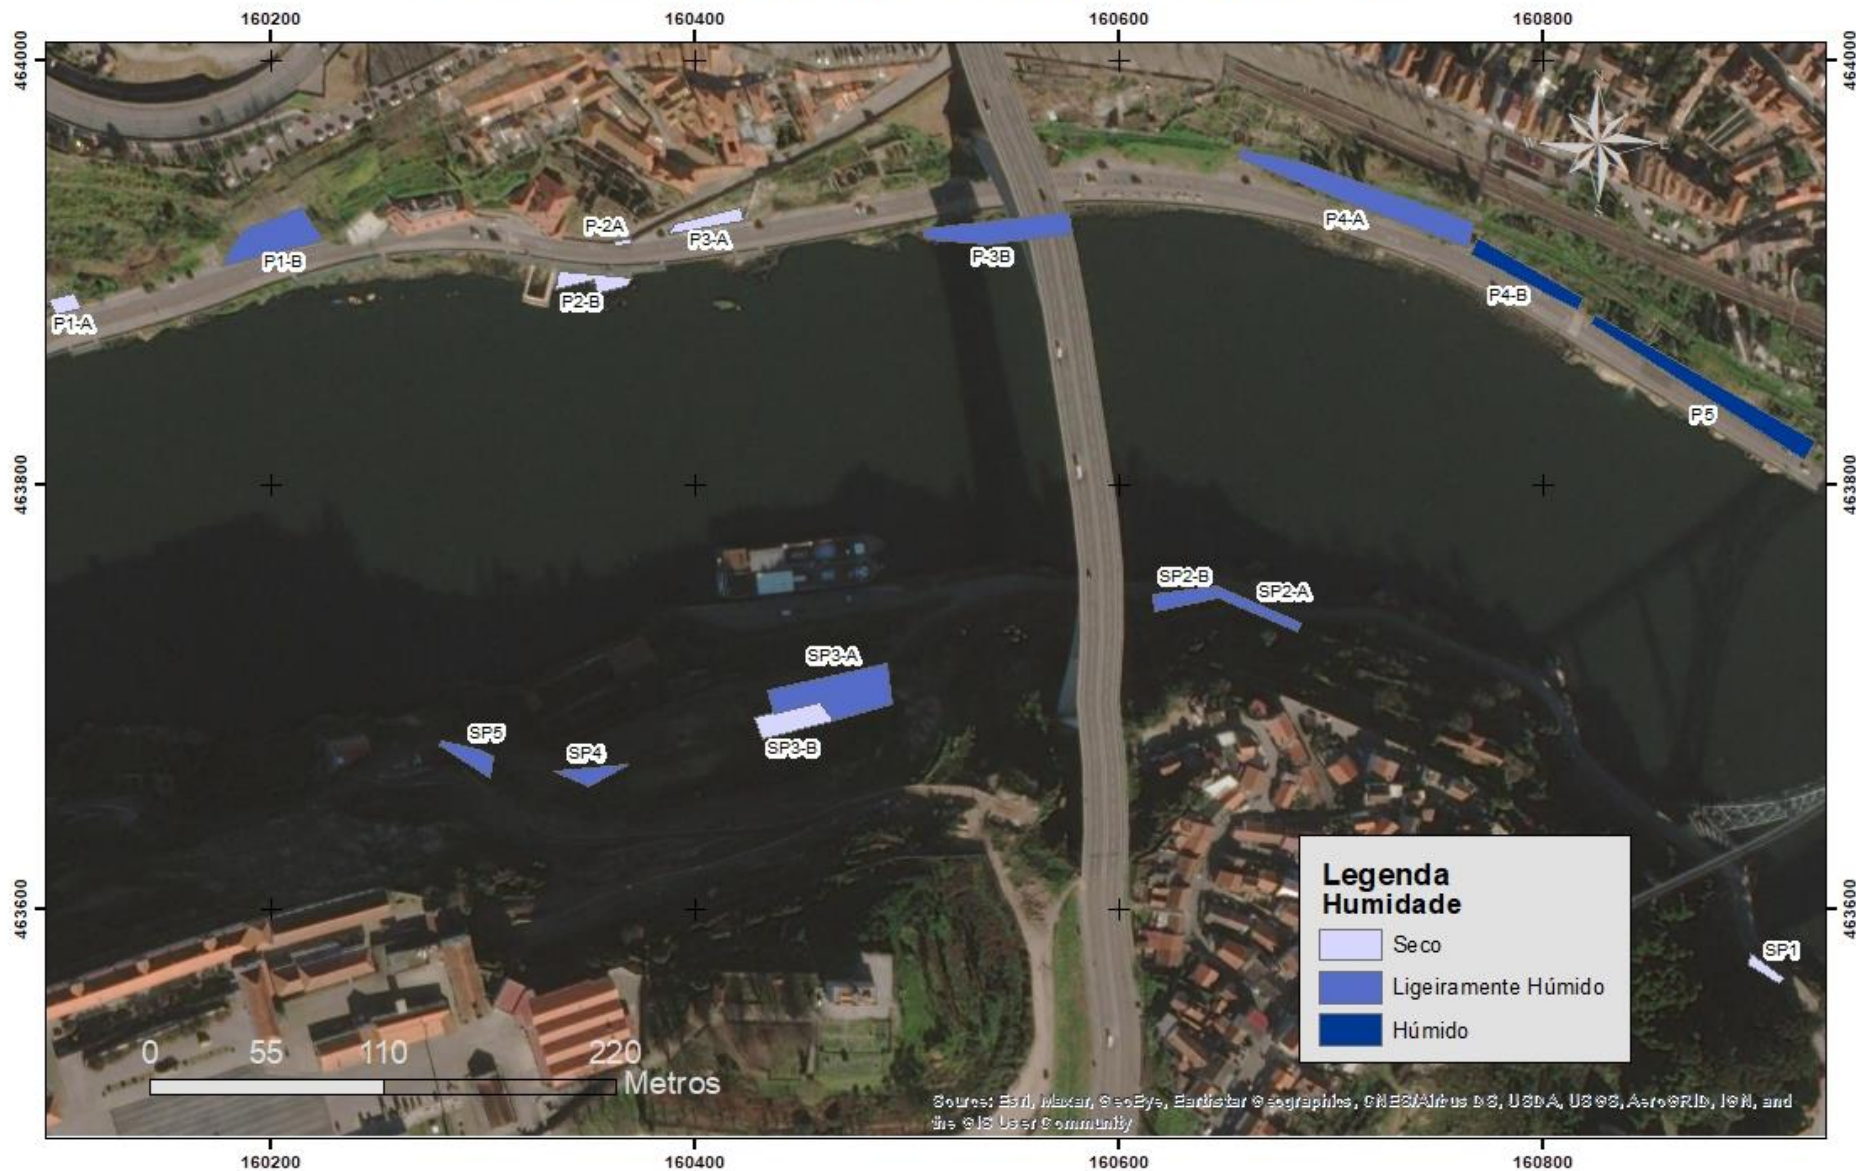 160200 160400 160600 160800
464000 464000
N
W E
S
P-2A
P3-A
P4-A
P1-B
P-3B
P2-B
P4-B
P1-A
P5
463800 463800
SP2-B
SP2-A
SP3-A
SP5
SP3-B
SP4
Legenda
Humidade
Seco
Ligeiramente Húmido
Húmido
463600 463600
SP1
0 55 110 220
Metros
Source: Esri, Maxar, GeoEye, Earthstar Geographics, CNES/Airbus DS, USDA, USGS, AeroGRID, IGN, and
the GIS User Community
160200 160400 160600 160800